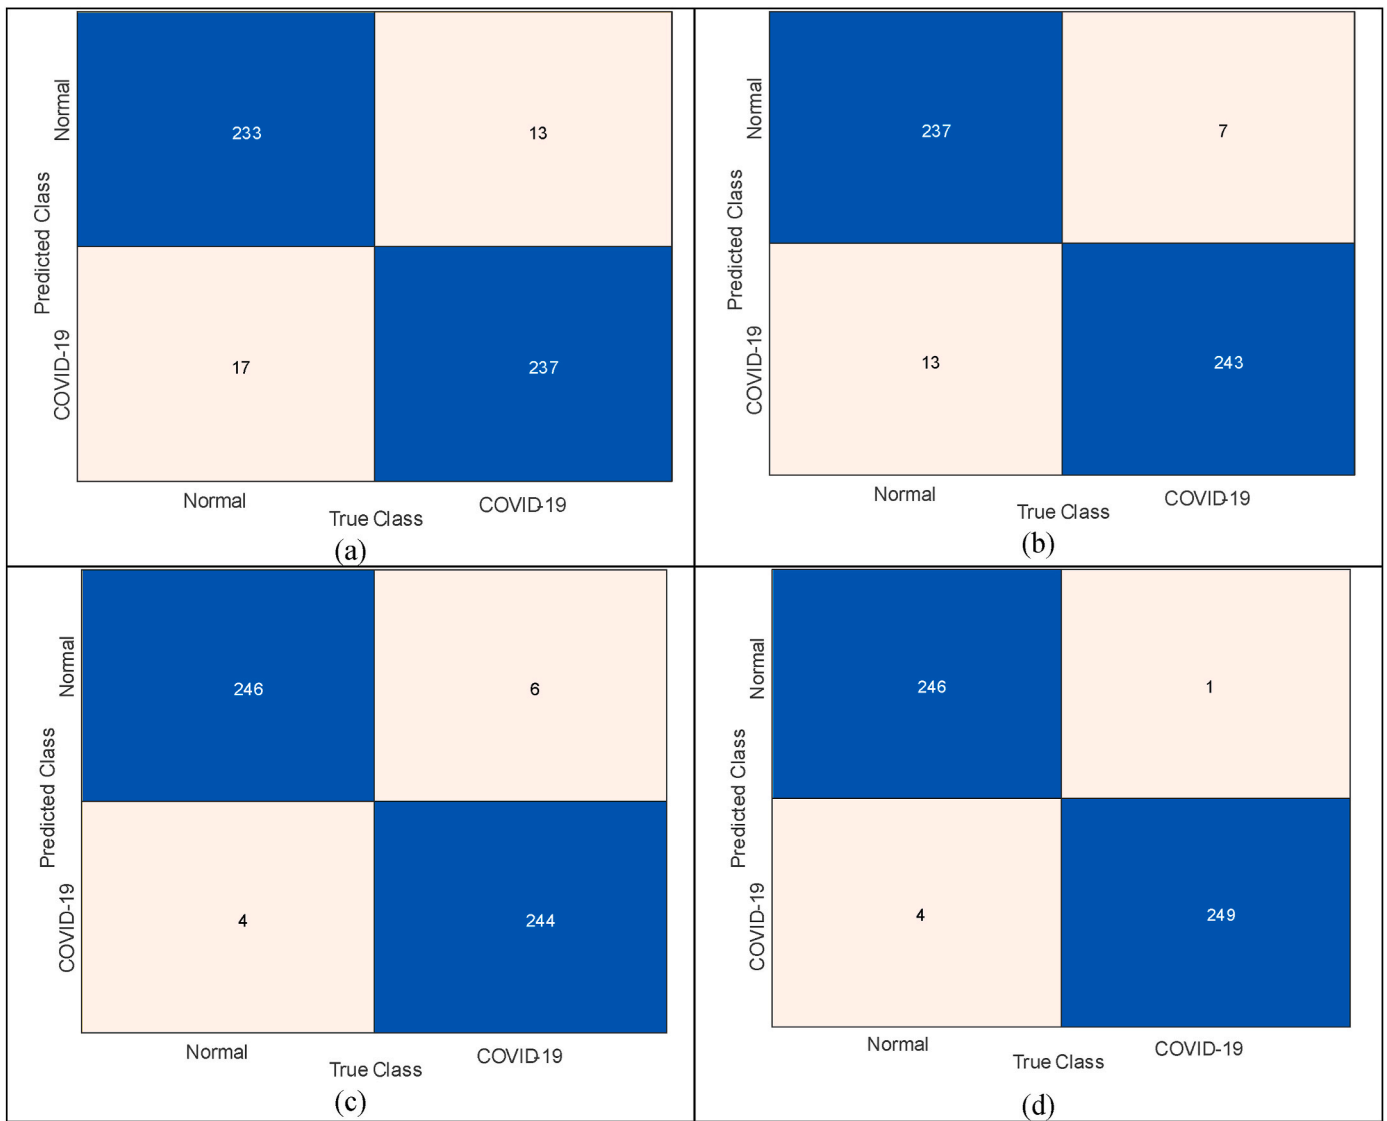 Normal
233
13
Predicted Class
COVID-19
17
237
Normal
COVID-19
True Class
(a)
Normal
237
7
Predicted Class
COVID-19
13
243
Normal
COVID-19
True Class
(b)
Normal
246
6
Predicted Class
COVID-19
4
244
Normal
COVID-19
True Class
(c)
Normal
246
1
Predicted Class
COVID-19
4
249
Normal
COVID-19
True Class
(d)